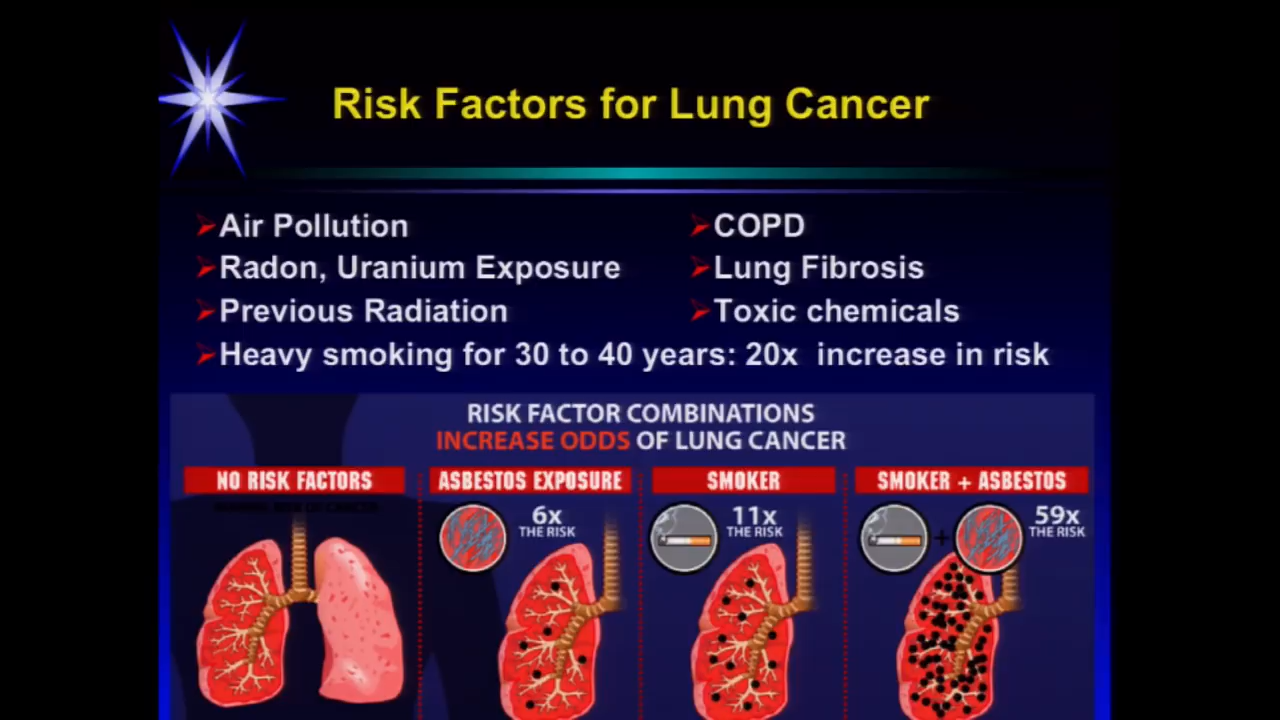 Risk Factors for Lung Cancer
Air Pollution
COPD
Radon, Uranium Exposure
Lung Fibrosis
Previous Radiation
Toxic chemicals
Heavy smoking for 30 to 40 years: 20x increase in risk
RISK FACTOR COMBINATIONS
INCREASE ODDS OF LUNG CANCER
NO RISK FACTORS
ASBESTOS EXPOSURE
SMOKER
SMOKER + ASBESTOS
6x
THE RISK
11x
THE RISK
+
59x
THE RISK